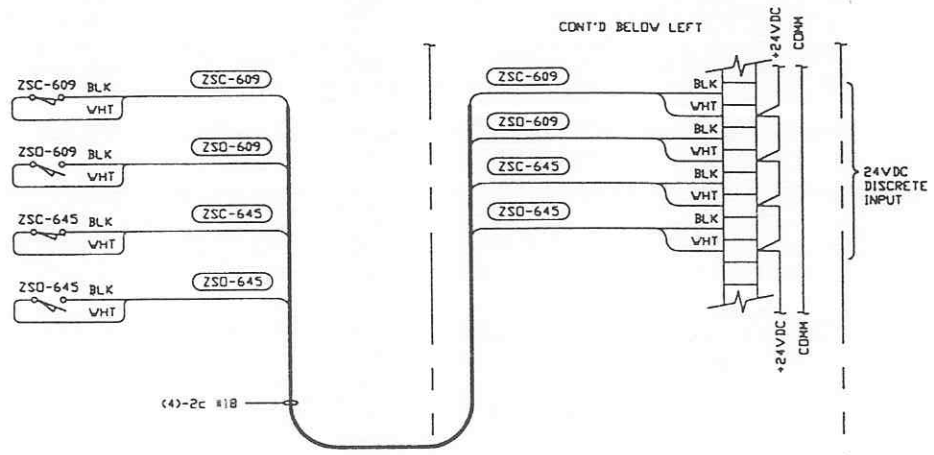 CONT'D BELOW LEFT
+24VDC
COMM
ZSC-609 BLK
WHT
ZSC-609
ZSO-609 BLK
WHT
ZSO-609
ZSC-645 BLK
WHT
ZSC-645
ZSO-645 BLK
WHT
ZSO-645
(4)-2c #18
ZSC-609
BLK
WHT
ZSO-609
BLK
WHT
ZSC-645
BLK
WHT
ZSO-645
BLK
WHT
24VDC
DISCRETE
INPUT
+24VDC
COMM